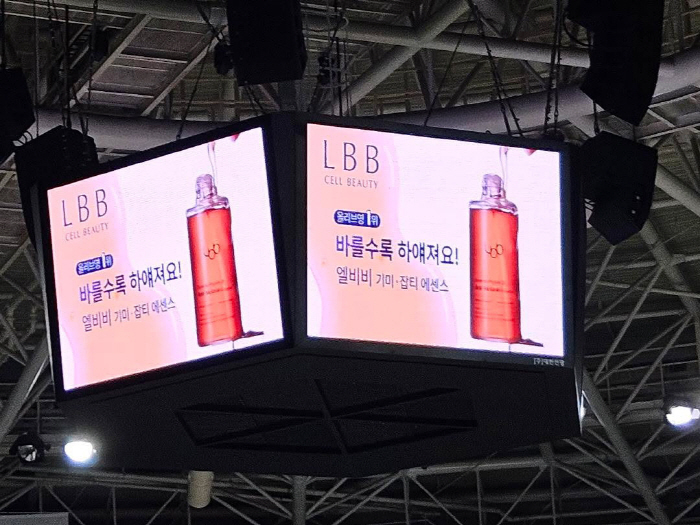 LBB
CELL BEAUTY
올리브영 1위
바를수록 하얘져요!
엘비비 기미·잡티 에센스
LBB
CELL BEAUTY
올리브영 1위
바를수록 하얘져요!
엘비비 기미·잡티 에센스